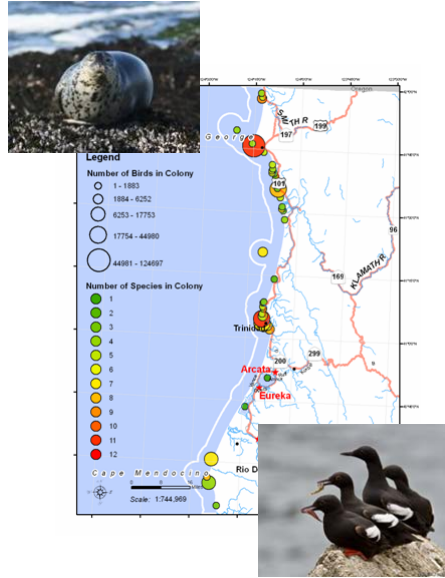 Oregon
SMITH R
199
197
George
101
96
169
KLAMATH R
Trinidad
299
200
Arcata
Eureka
Legend
Number of Birds in Colony
1 - 1883
1884 - 6252
6253 - 17753
17754 - 44980
44981 - 124697
Number of Species in Colony
1
2
3
4
5
6
7
8
9
10
11
12
Cape Mendocino
Rio D
Scale: 1:744,969